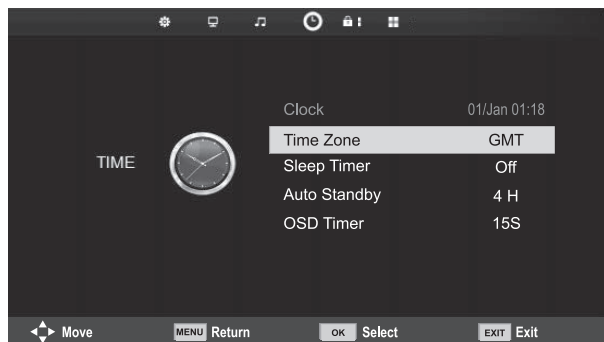 Clock 01/Jan 01:18
Time Zone GMT
TIME
Sleep Timer Off
Auto Standby 4 H
OSD Timer 15S
Move MENU Return OK Select EXIT Exit